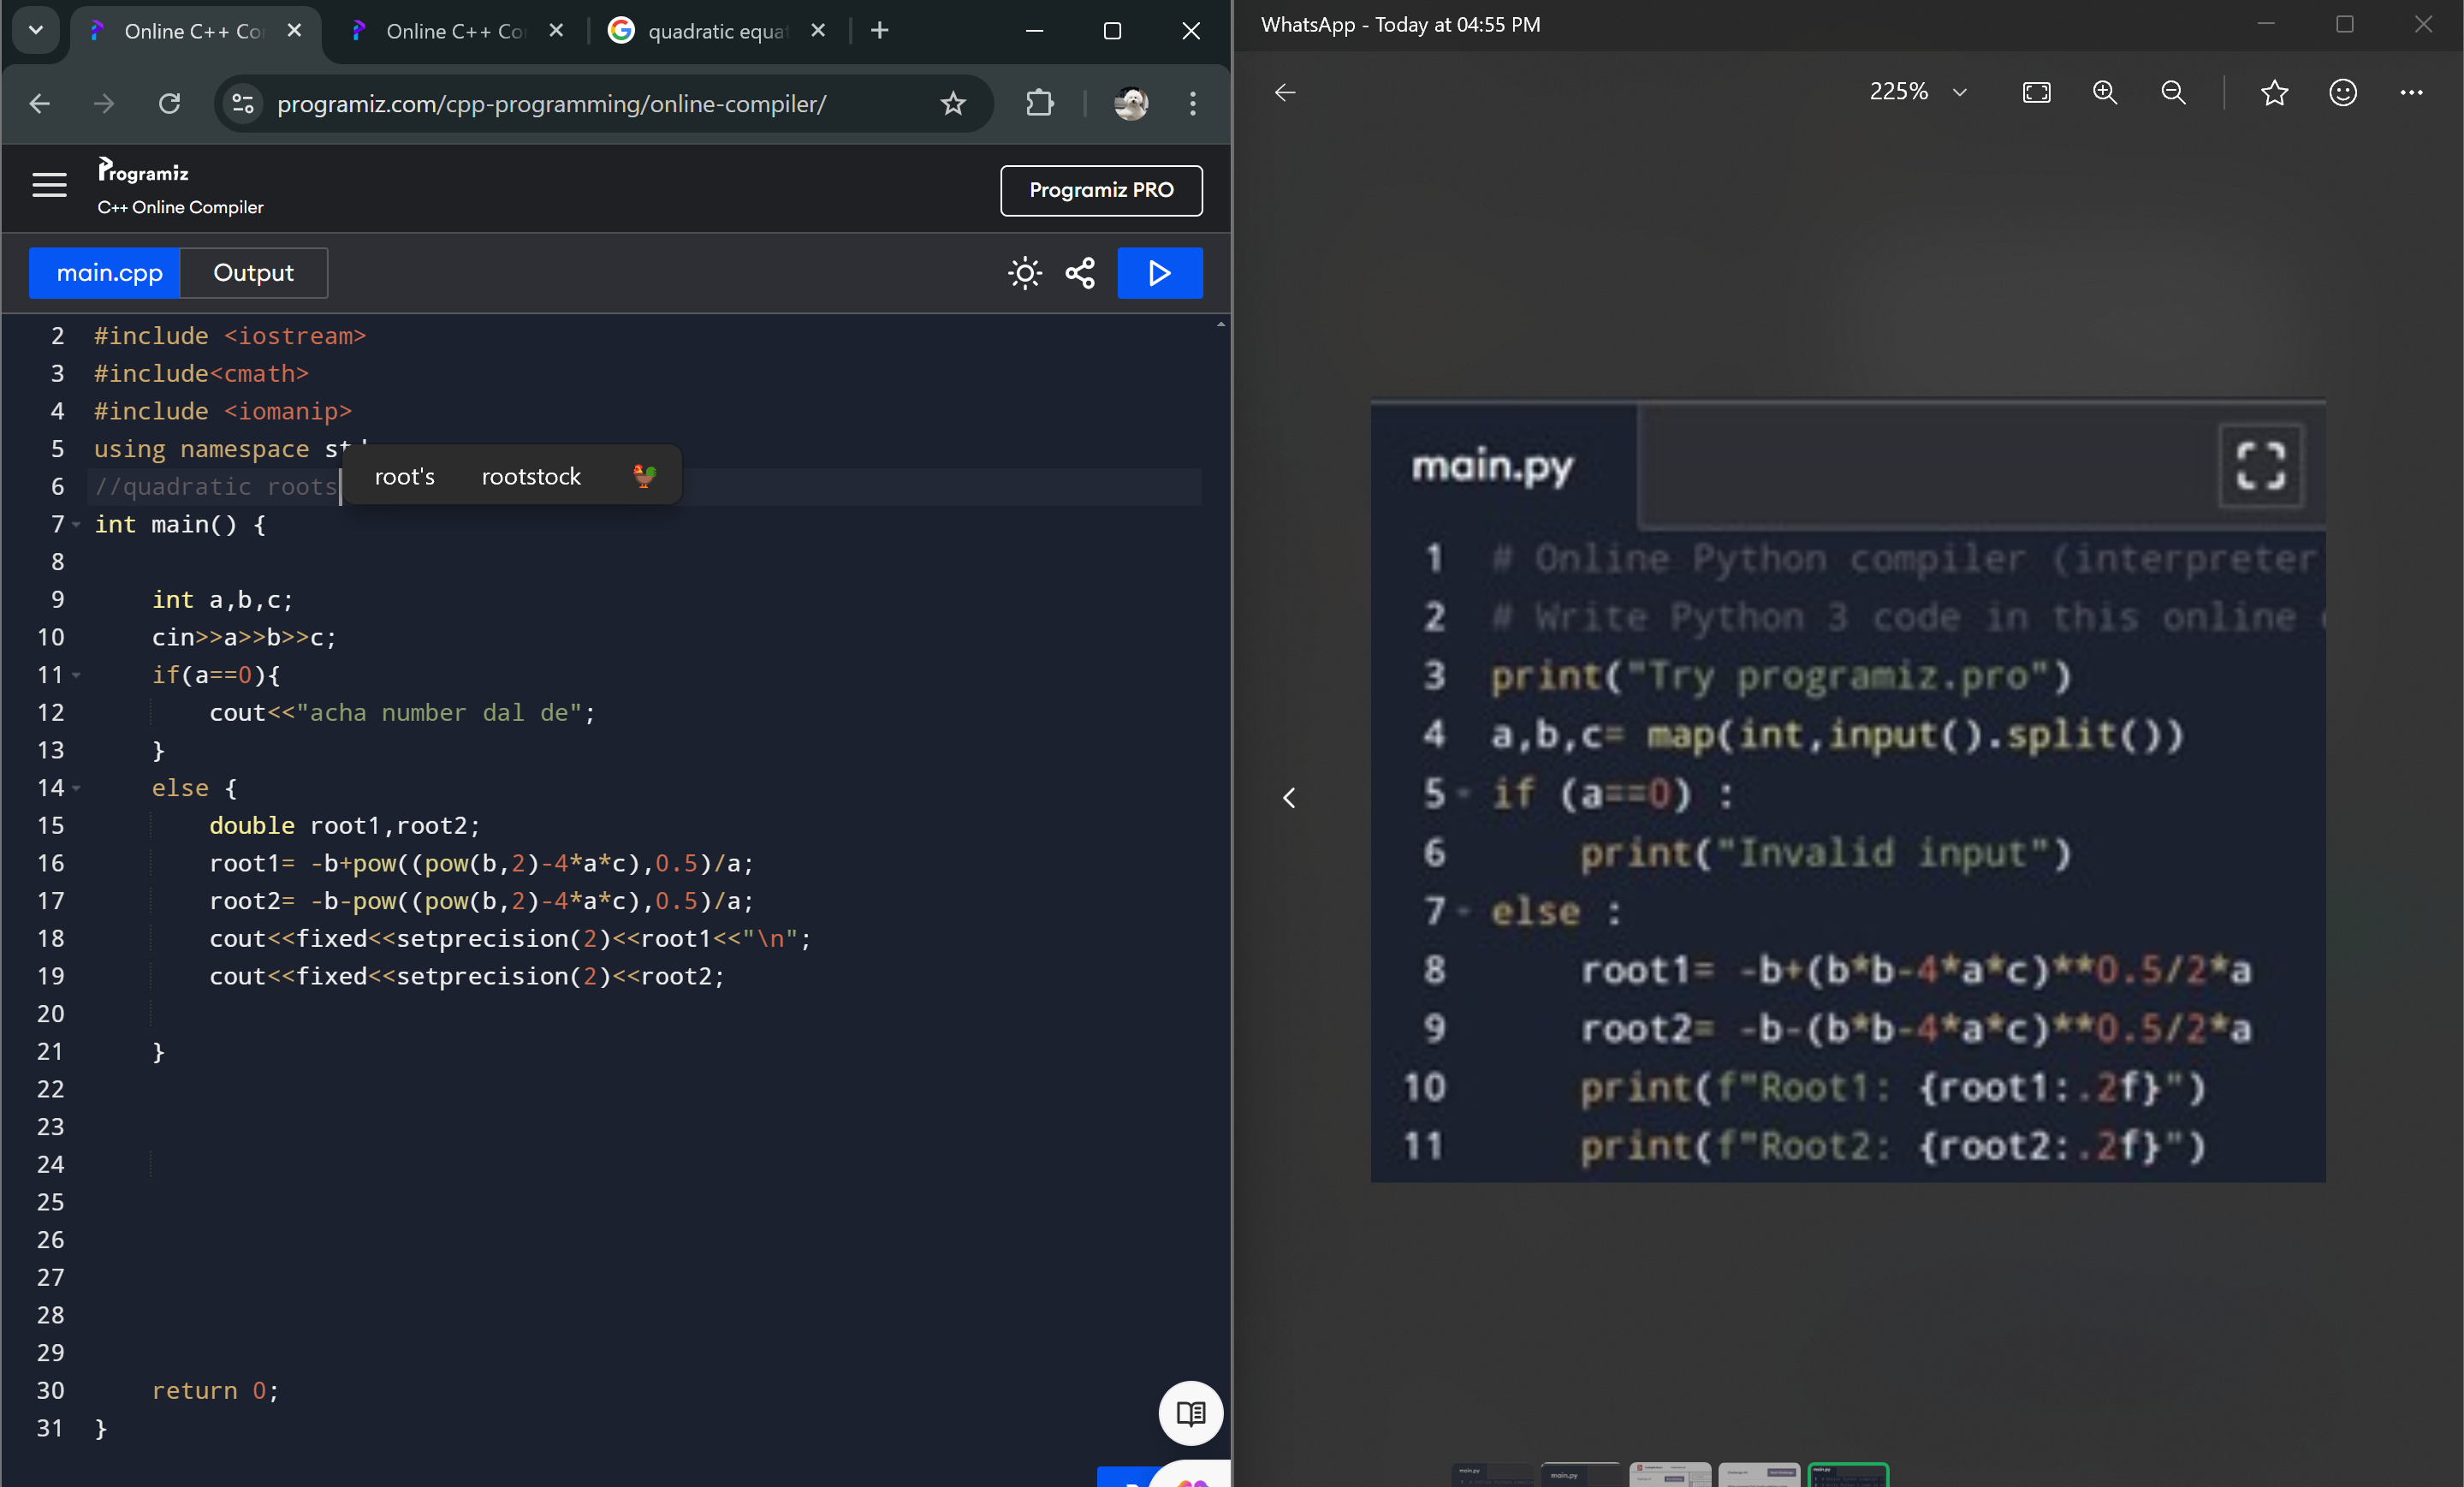 Online C++ Co
Online C++ Co
quadratic equa
programiz.com/cpp-programming/online-compiler/
Programiz
C++ Online Compiler
Programiz PRO
main.cpp
Output
2 #include <iostream>
3 #include<cmath>
4 #include <iomanip>
5 using namespace st
6 //quadratic roots
root's rootstock 🐓
7 int main() {
8
9 int a,b,c;
10 cin>>a>>b>>c;
11 if(a==0){
12 cout<<"acha number dal de";
13 }
14 else {
15 double root1,root2;
16 root1= -b+pow((pow(b,2)-4*a*c),0.5)/a;
17 root2= -b-pow((pow(b,2)-4*a*c),0.5)/a;
18 cout<<fixed<<setprecision(2)<<root1<<"\n";
19 cout<<fixed<<setprecision(2)<<root2;
20
21 }
22
23
24
25
26
27
28
29
30 return 0;
31 }
WhatsApp - Today at 04:55 PM
225%
main.py
1 # Online Python compiler (interpreter
2 # Write Python 3 code in this online
3 print("Try programiz.pro")
4 a,b,c= map(int,input().split())
5 if (a==0) :
6 print("Invalid input")
7 else :
8 root1= -b+(b*b-4*a*c)**0.5/2*a
9 root2= -b-(b*b-4*a*c)**0.5/2*a
10 print(f"Root1: {root1:.2f}")
11 print(f"Root2: {root2:.2f}")
main.py
main.py
main.py